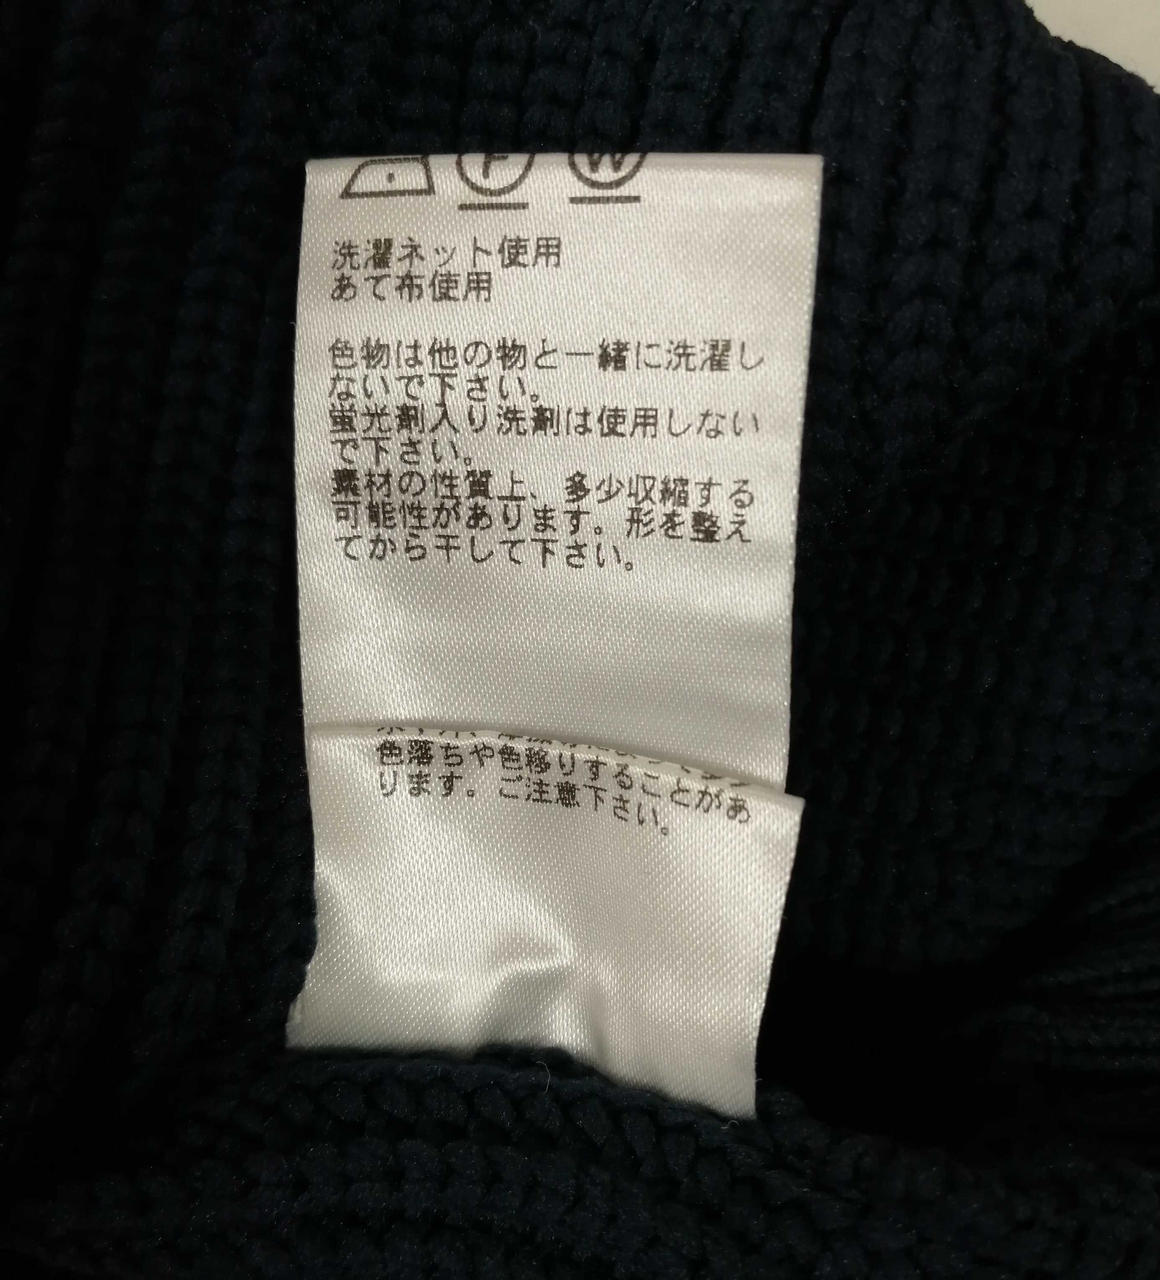 F W
洗濯ネット使用
あて布使用
色物は他の物と一緒に洗濯し
ないで下さい。
蛍光剤入り洗剤は使用しない
で下さい。
素材の性質上、多少収縮する
可能性があります。形を整え
てから干して下さい。
色落ちや色移りすることがあ
ります。ご注意下さい。